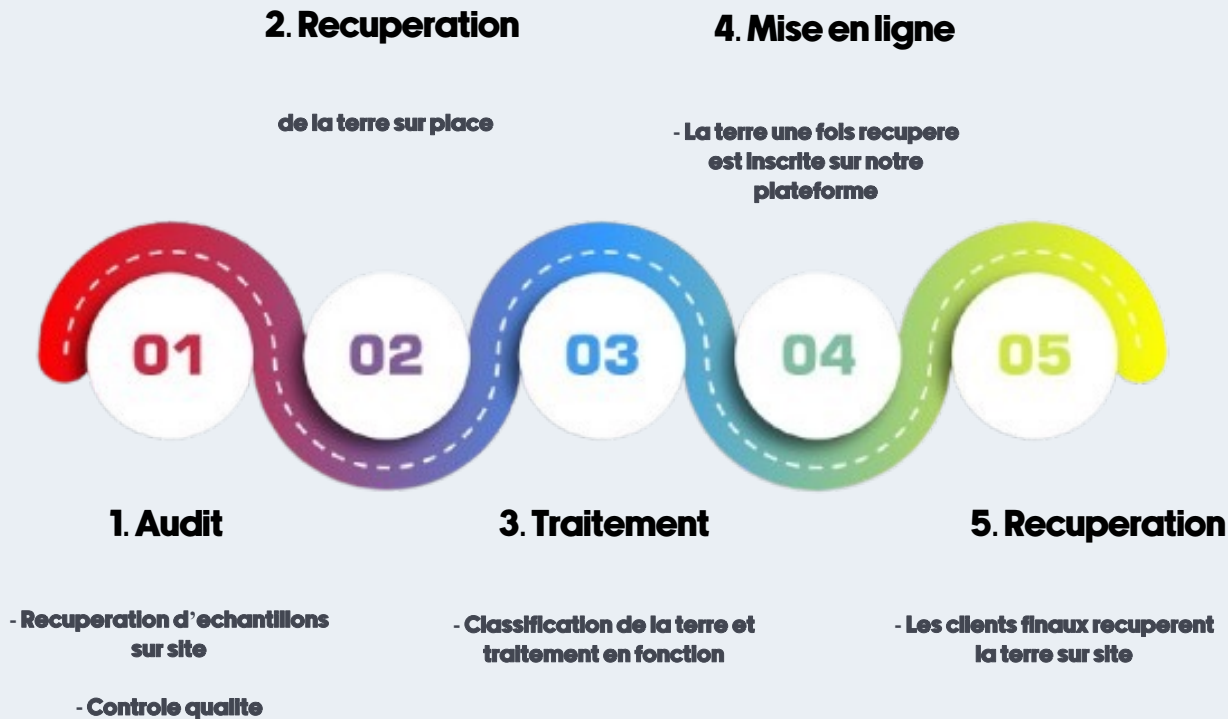 2. Recuperation
4. Mise en ligne
de la terre sur place
- La terre une fois recupere
est inscrite sur notre
plateforme
01
02
03
04
05
1. Audit
3. Traitement
5. Recuperation
- Recuperation d'echantillons
sur site
- Controle qualite
- Classification de la terre et
traitement en fonction
- Les clients finaux recuperent
la terre sur site